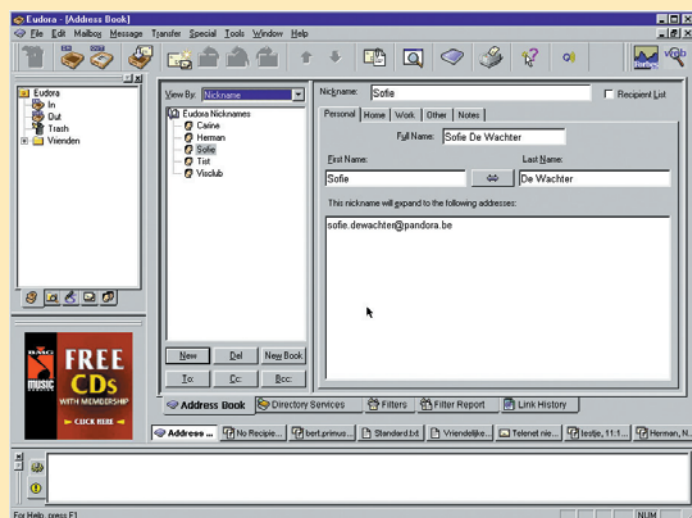 Eudora - [Address Book]
File Edit Mailbox Message Transfer Special Tools Window Help
Forbes
Eudora
In
Out
Trash
Vrienden
View By: Nickname
Eudora Nicknames
Carine
Herman
Sofie
Tist
Visclub
New Del New Book
To: Cc: Bcc:
Nickname: Sofie
Recipient List
Personal Home Work Other Notes
Full Name: Sofie De Wachter
First Name: Last Name:
Sofie De Wachter
This nickname will expand to the following addresses:
sofie.dewachter@pandora.be
BMG
MUSIC
FREE
CDs
WITH MEMBERSHIP
CLICK HERE
Address Book Directory Services Filters Filter Report Link History
Address ... No Recipie... bert.primus... Standard.txt Vriendelijke... Telenet nie... testje, 11:1... Herman, N...
For Help, press F1
NUM